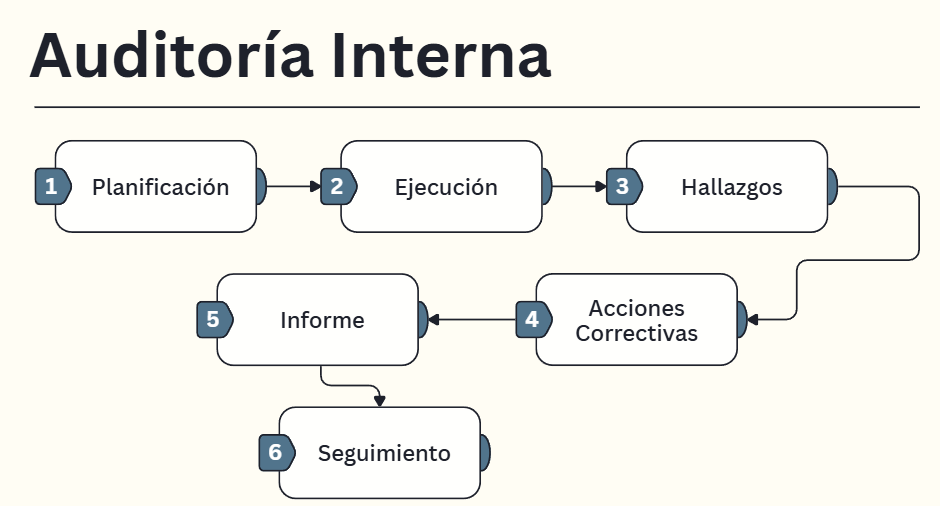 Auditoría Interna
1 Planificación
2 Ejecución
3 Hallazgos
4 Acciones
Correctivas
5 Informe
6 Seguimiento